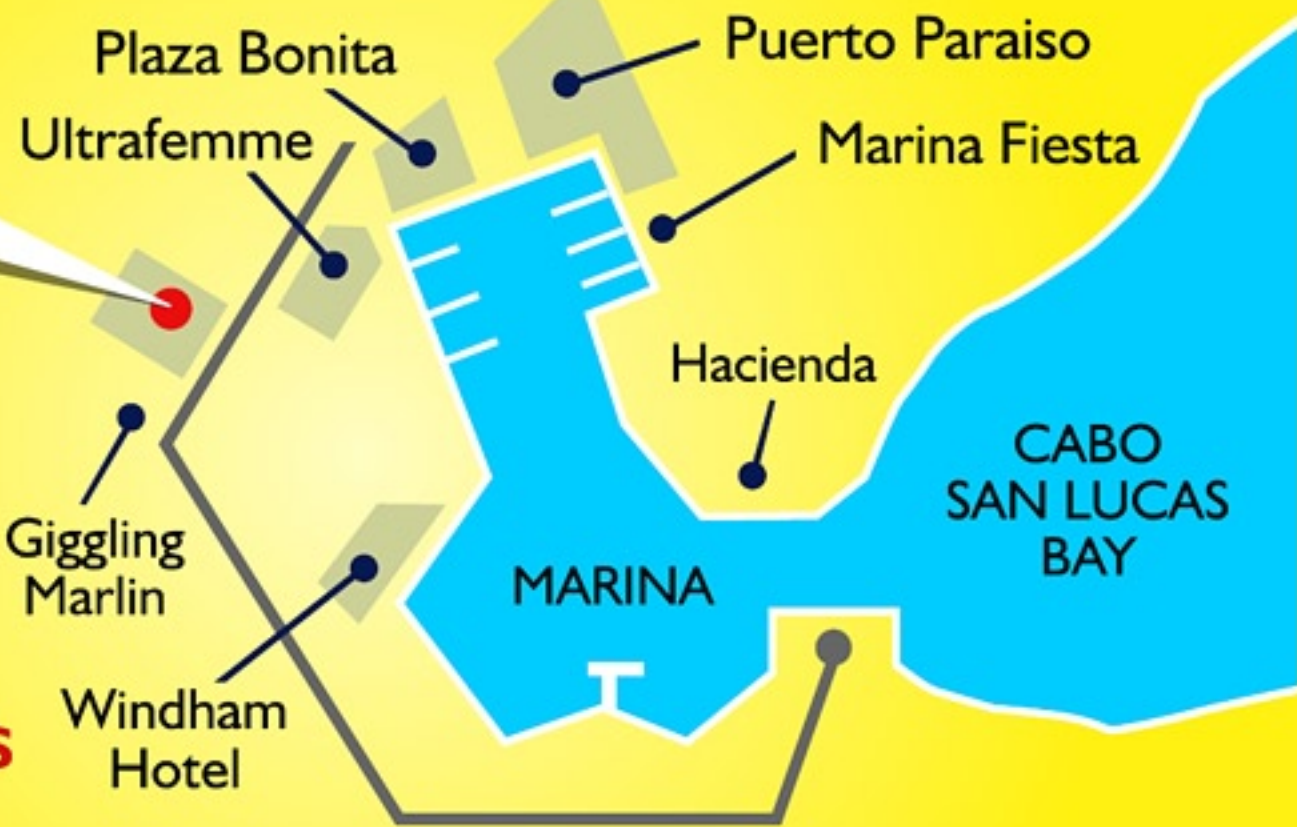 Plaza Bonita
Puerto Paraiso
Ultrafemme
Marina Fiesta
Hacienda
CABO
SAN LUCAS
BAY
Giggling
Marlin
MARINA
Windham
Hotel
s